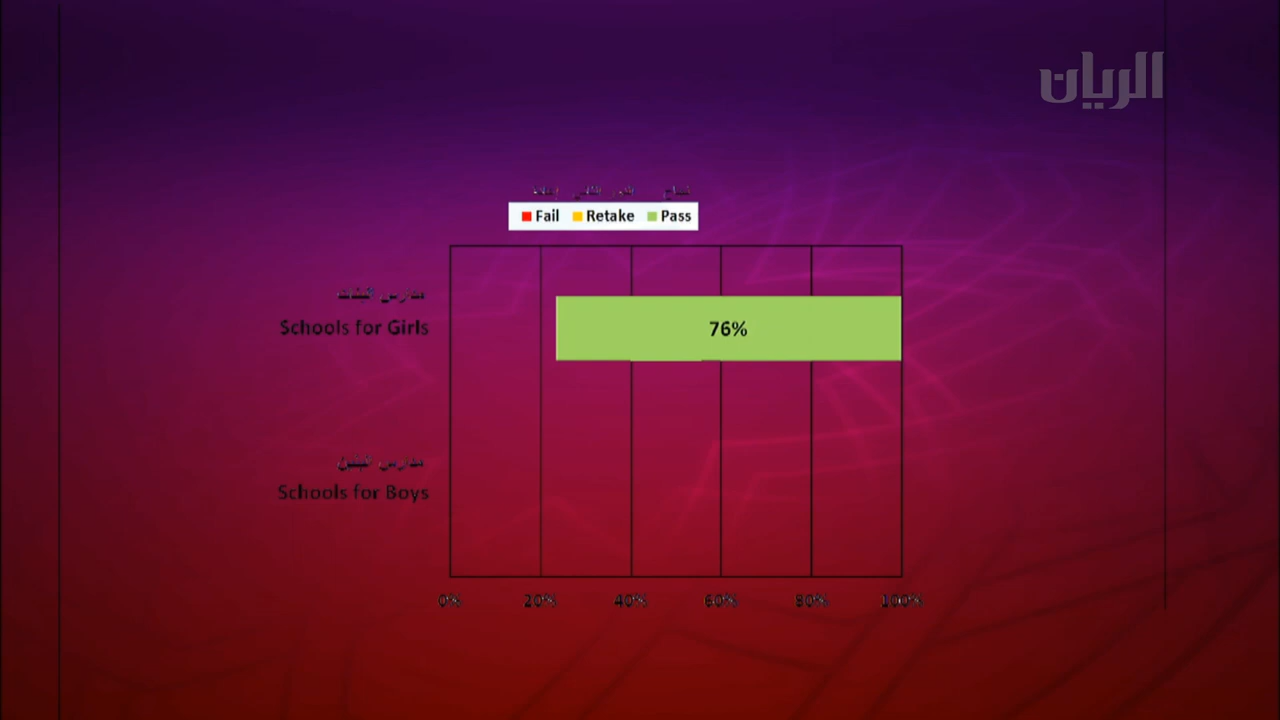 الريان
Fail Retake Pass
Schools for Girls
76%
Schools for Boys
0% 20% 40% 60% 80% 100%